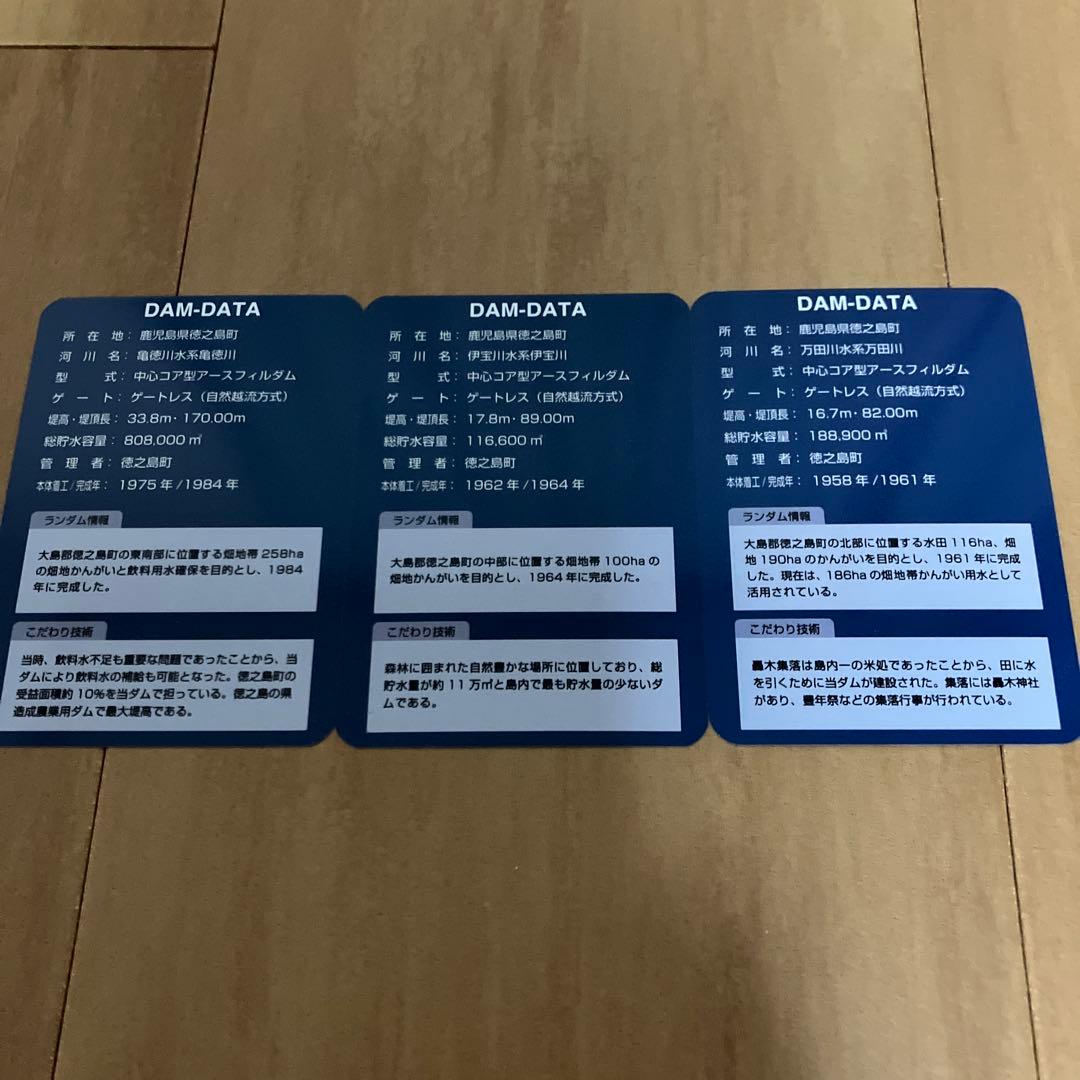 DAM-DATA
所在地：鹿児島県徳之島町
河川名：亀徳川水系亀徳川
型式：中心コア型アースフィルダム
ゲート：ゲートレス（自然越流方式）
堤高・堤頂長：33.8m・170.00m
総貯水容量：808,000㎥
管理者：徳之島町
本体着工/完成年：1975年/1984年
ランダム情報
大島郡徳之島町の東南部に位置する畑地帯258ha
の畑地かんがいと飲料用水確保を目的とし、1984
年に完成した。
こだわり技術
当時、飲料水不足も重要な問題であったことから、当
ダムにより飲料水の補給も可能となった。徳之島町の
受益面積約10%を当ダムで担っている。徳之島の県
造成農業用ダムで最大堤高である。
DAM-DATA
所在地：鹿児島県徳之島町
河川名：伊宝川水系伊宝川
型式：中心コア型アースフィルダム
ゲート：ゲートレス（自然越流方式）
堤高・堤頂長：17.8m・89.00m
総貯水容量：116,600㎥
管理者：徳之島町
本体着工/完成年：1962年/1964年
ランダム情報
大島郡徳之島町の中部に位置する畑地帯100haの
畑地かんがいを目的とし、1964年に完成した。
こだわり技術
森林に囲まれた自然豊かな場所に位置しており、総
貯水量が約11万㎥と島内で最も貯水量の少ないダ
ムである。
DAM-DATA
所在地：鹿児島県徳之島町
河川名：万田川水系万田川
型式：中心コア型アースフィルダム
ゲート：ゲートレス（自然越流方式）
堤高・堤頂長：16.7m・82.00m
総貯水容量：188,900㎥
管理者：徳之島町
本体着工/完成年：1958年/1961年
ランダム情報
大島郡徳之島町の北部に位置する水田116ha、畑
地190haのかんがいを目的とし、1961年に完成
した。現在は、186haの畑地帯かんがい用水として
活用されている。
こだわり技術
轟木集落は島内一の米処であったことから、田に水
を引くために当ダムが建設された。集落には轟木神社
があり、豊年祭などの集落行事が行われている。